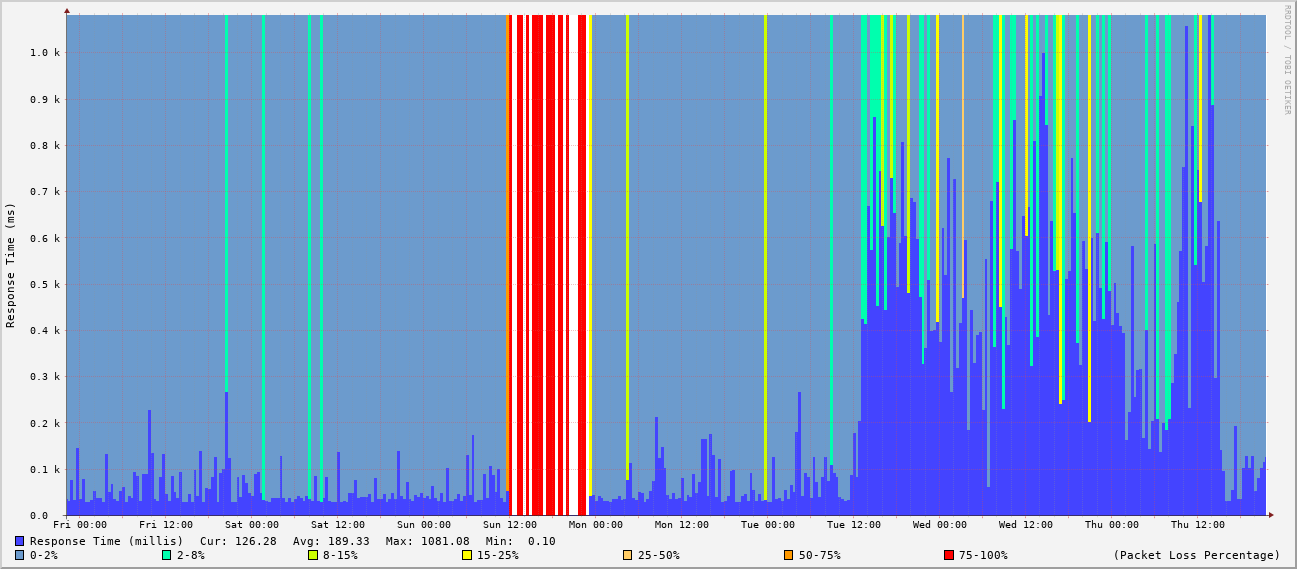 RRDTOOL / TOBI OETIKER
Response Time (ms)
1.0 k
0.9 k
0.8 k
0.7 k
0.6 k
0.5 k
0.4 k
0.3 k
0.2 k
0.1 k
0.0
Fri 00:00 Fri 12:00 Sat 00:00 Sat 12:00 Sun 00:00 Sun 12:00 Mon 00:00 Mon 12:00 Tue 00:00 Tue 12:00 Wed 00:00 Wed 12:00 Thu 00:00 Thu 12:00
Response Time (millis) Cur: 126.28 Avg: 189.33 Max: 1081.08 Min: 0.10
0-2% 2-8% 8-15% 15-25% 25-50% 50-75% 75-100% (Packet Loss Percentage)